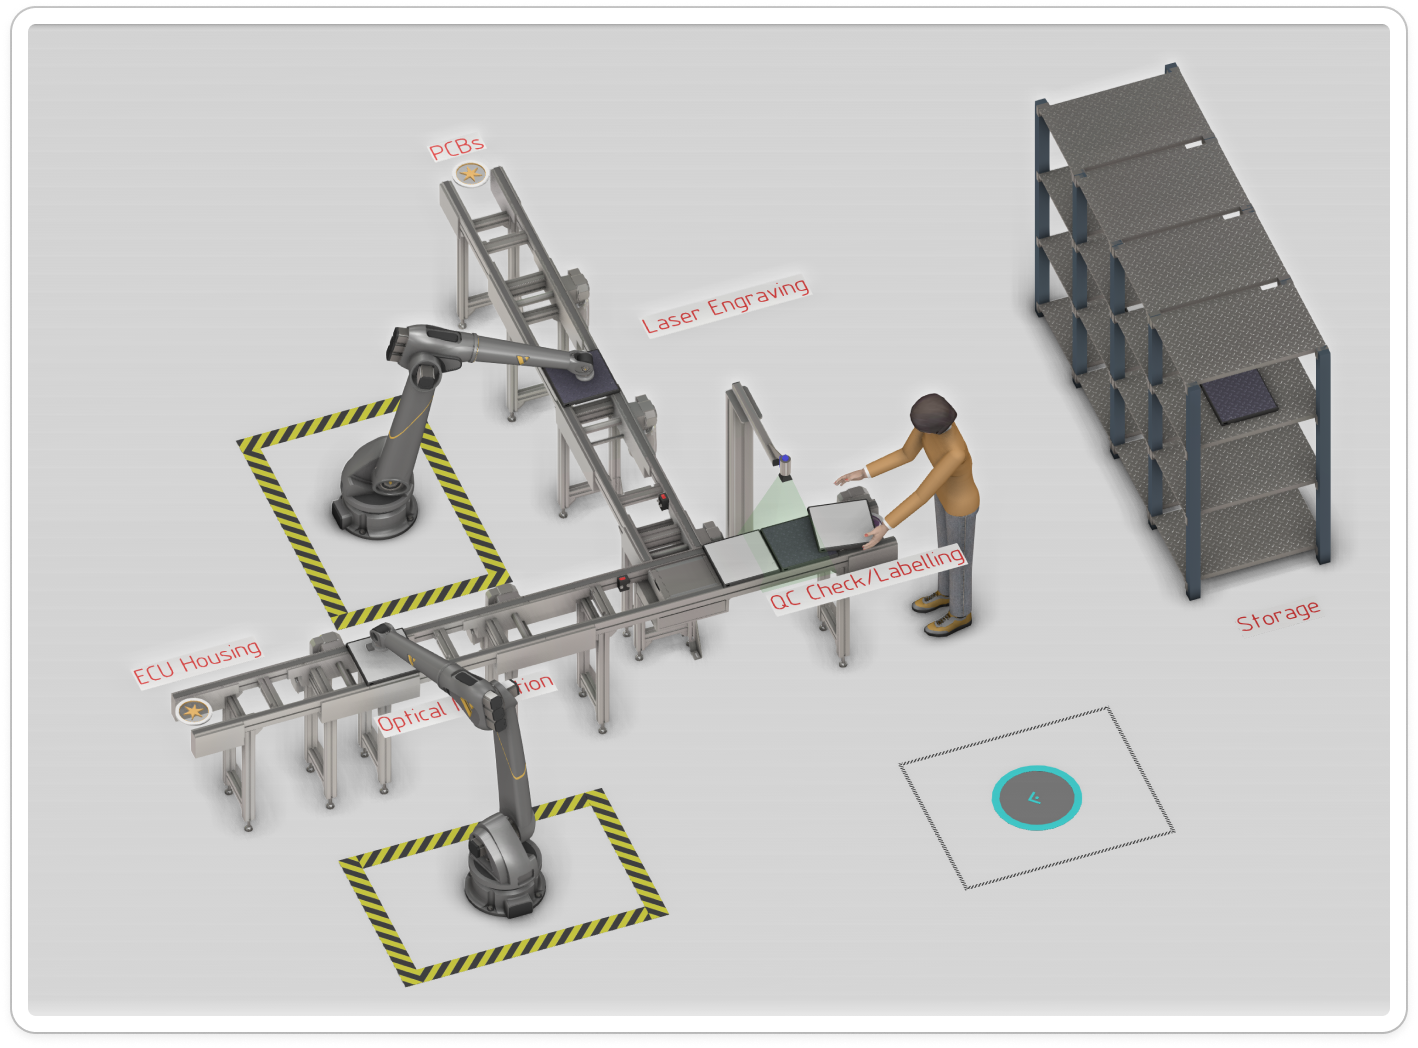 PCBs
Laser Engraving
QC Check/Labelling
Storage
ECU Housing
Optical